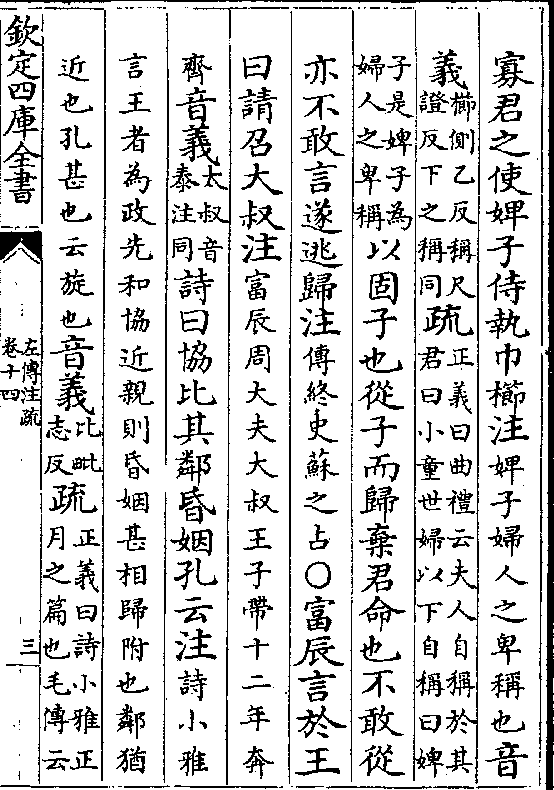 寡君之使婢子侍執巾櫛注婢子婦人之卑稱也音
義櫛側乙反稱尺證反下之稱同疏正義曰曲禮云夫人自稱於其君曰小童世婦以下自稱曰婢
子是婢子為婦人之卑稱以固子也從子而歸棄君命也不敢從
亦不敢言遂逃歸注傳終史蘇之占○富辰言於王
曰請召大叔注富辰周大夫大叔王子帶十二年奔
齊音義大叔音泰注同詩曰協比其鄰昏姻孔云注詩小雅
言王者為政先和協近親則昏姻甚相歸附也鄰猶
近也孔甚也云旋也音義比毗志反疏正義曰詩小雅正月之篇也毛傳云
欽定四庫全書
左傳注疏
卷十四
三